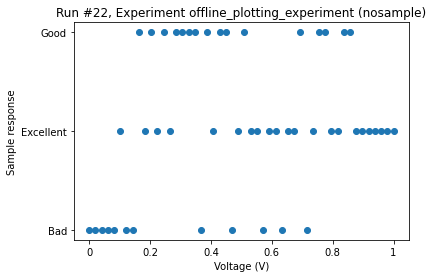 Run #22, Experiment offline_plotting_experiment (nosample)
Good
Excellent
Bad
Sample response
0 0.2 0.4 0.6 0.8 1
Voltage (V)